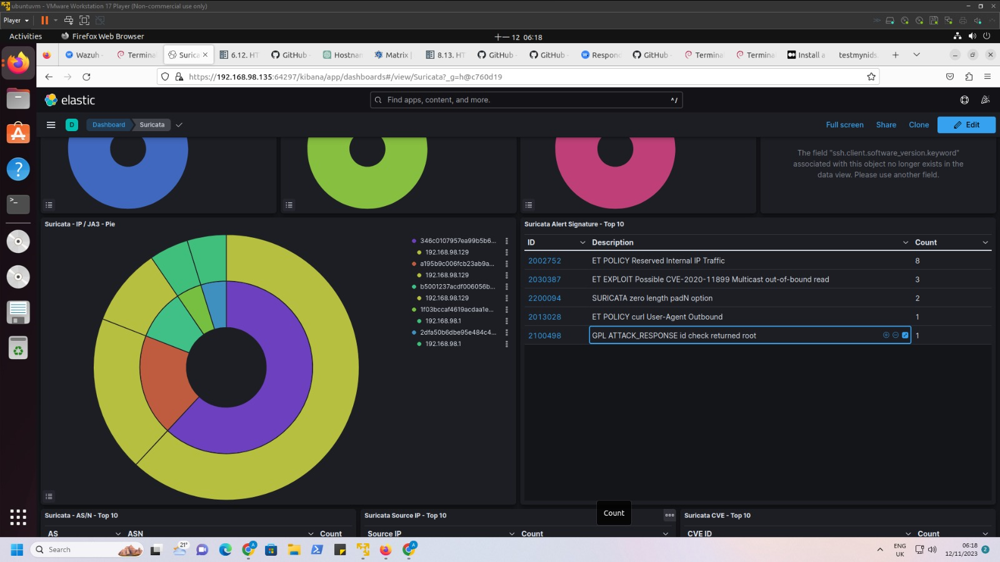 ubuntuvm - VMware Workstation 17 Player (Non-commercial use only)
Player
Activities
Firefox Web Browser
12 06:18
Wazuh
Termina
Surica
6.12. HT
GitHub
Hostnan
Matrix |
8.13. HT
GitHub
GitHub
Respon
GitHub
Termina
Termina
Install a
testmynids.
https://192.168.98.135:64297/kibana/app/dashboards#/view/Suricata?_g=h@c760d19
elastic
Find apps, content, and more.
^/
D
Dashboard
Suricata
Full screen
Share
Clone
Edit
The field "ssh.client.software_version.keyword"
associated with this object no longer exists in the
data view. Please use another field.
Suricata - IP / JA3 - Pie
346c0107957ea99b5b6...
192.168.98.129
a195b9c006fcb23ab9a...
192.168.98.129
b5001237acdf006056b...
192.168.98.129
1f03bccaf4619acdaa1e...
192.168.98.1
2dfa50b6dbe95e484c4...
192.168.98.1
Suricata Alert Signature - Top 10
ID Description Count
2002752 ET POLICY Reserved Internal IP Traffic 8
2030387 ET EXPLOIT Possible CVE-2020-11899 Multicast out-of-bound read 3
2200094 SURICATA zero length padN option 2
2013028 ET POLICY curl User-Agent Outbound 1
2100498 GPL ATTACK_RESPONSE id check returned root 1
Count
Suricata - AS/N - Top 10
AS ASN Count
Suricata Source IP - Top 10
Source IP Count
Suricata CVE - Top 10
CVE ID Count
Search
21°
ENG
UK
06:18
12/11/2023
2